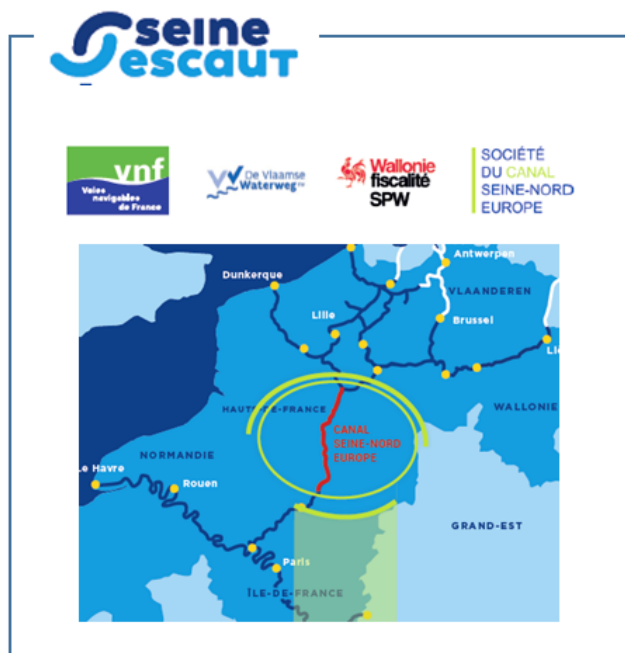 seine
escaut
vnf
Voies
navigables
de France
De Vlaamse
Waterweg nv
Wallonie
fiscalité
SPW
SOCIÉTÉ
DU CANAL
SEINE-NORD
EUROPE
Antwerpen
Dunkerque
VLAANDEREN
Lille
Brussel
HAUTS-DE-FRANCE
WALLONIE
CANAL
SEINE-NORD
EUROPE
NORMANDIE
Le Havre
Rouen
GRAND-EST
Paris
ÎLE-DE-FRANCE